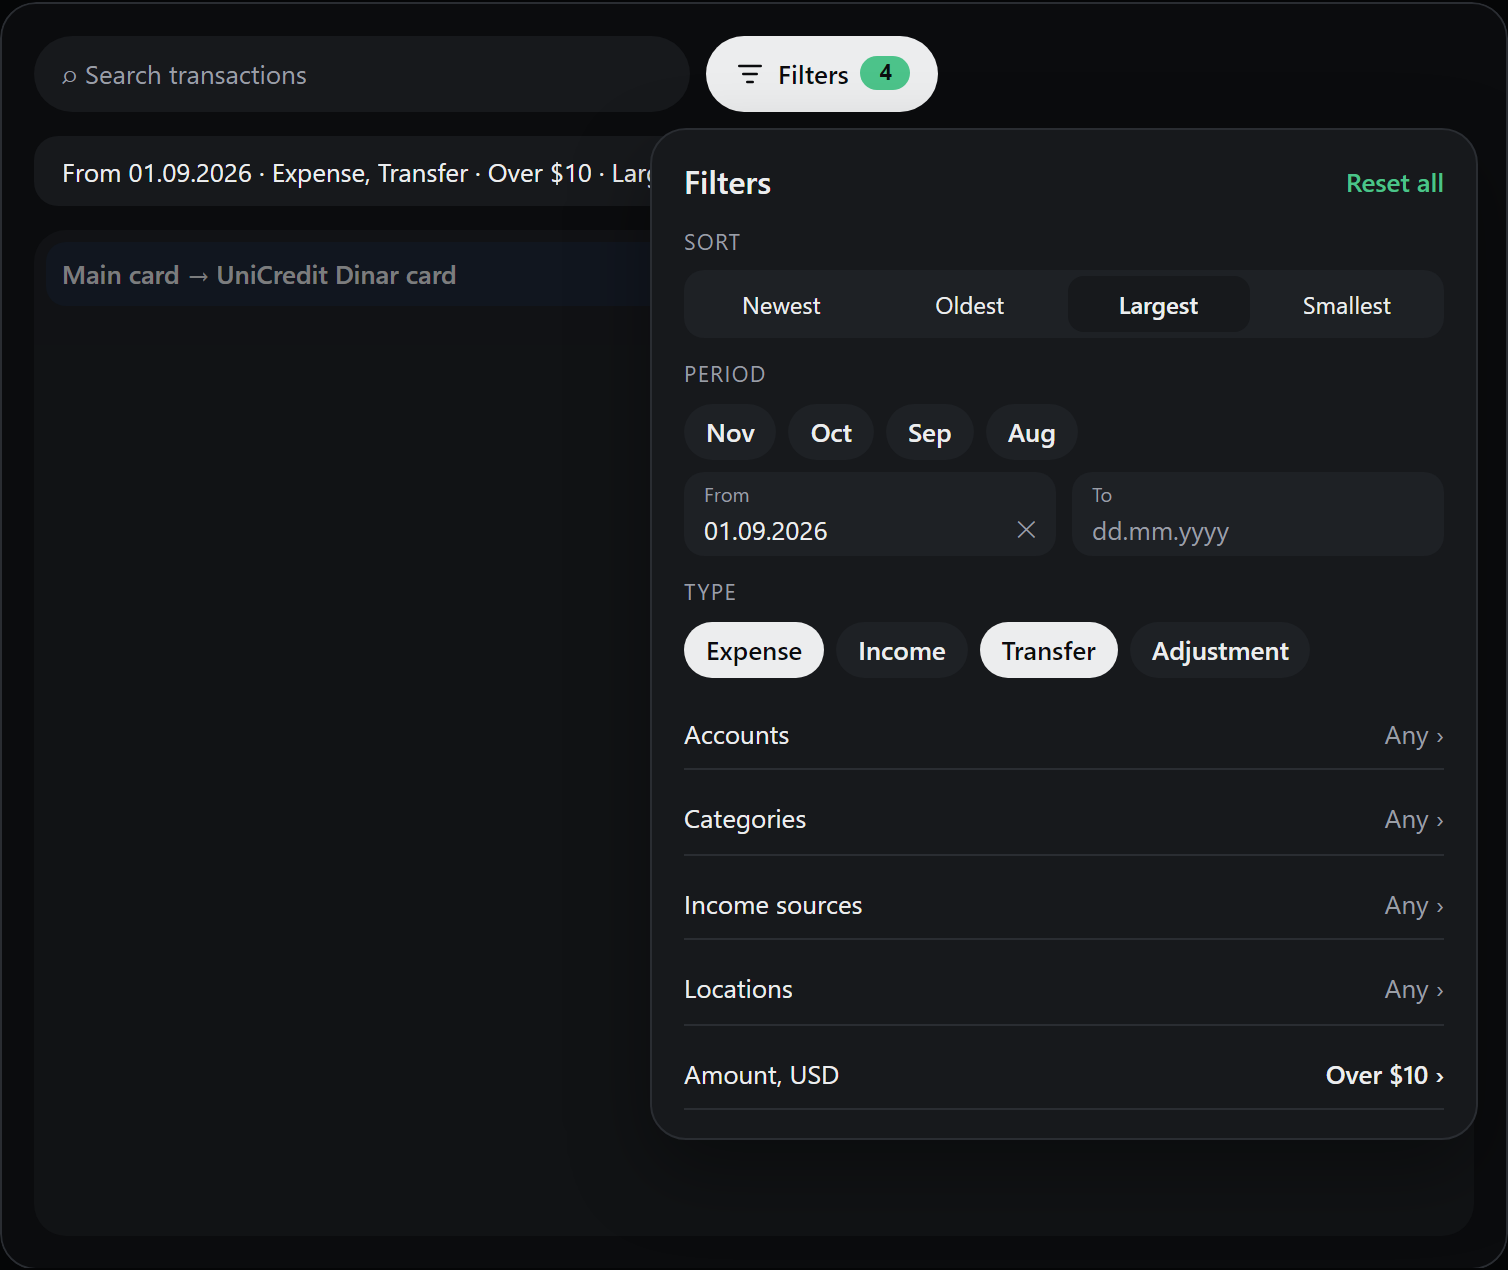 Search transactions
Filters 4
From 01.09.2026 · Expense, Transfer · Over $10 ·
Main card → UniCredit Dinar card
Filters
Reset all
SORT
Newest Oldest Largest Smallest
PERIOD
Nov Oct Sep Aug
From To
01.09.2026 dd.mm.yyyy
TYPE
Expense Income Transfer Adjustment
Accounts Any ›
Categories Any ›
Income sources Any ›
Locations Any ›
Amount, USD Over $10 ›